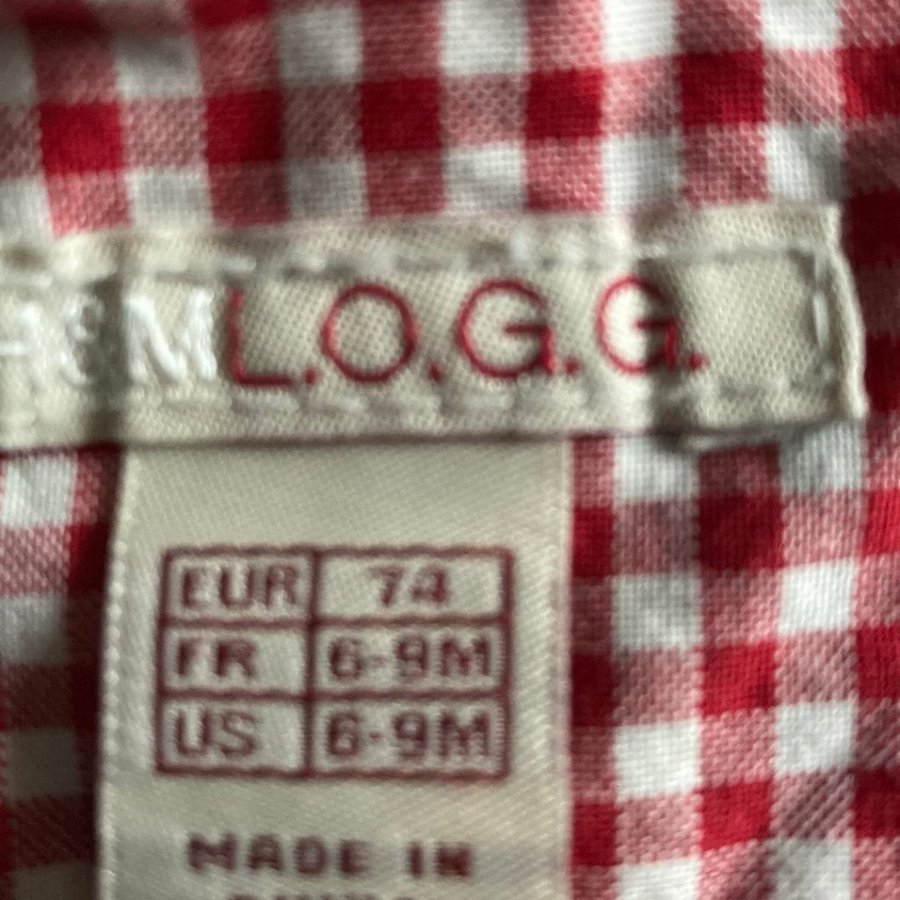 H&M L.O.G.G.
EUR 74
FR 6-9M
US 6-9M
MADE IN